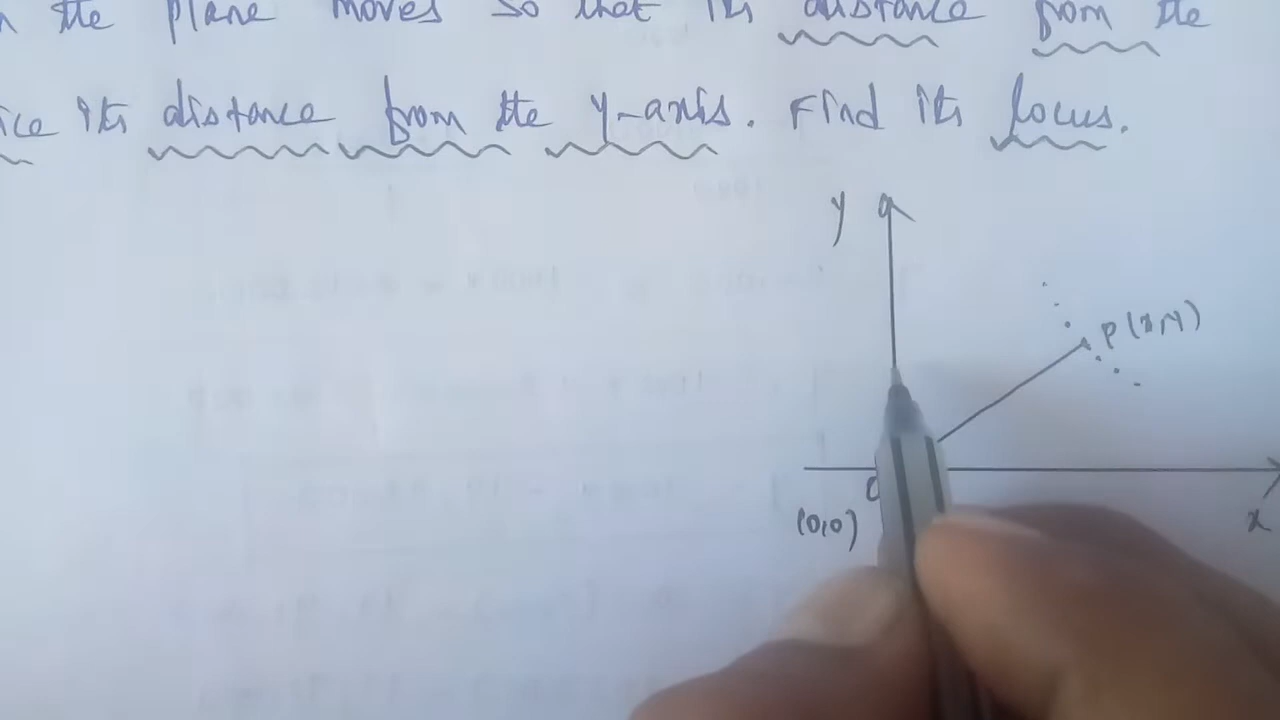 the plane moves so that its distance from the
its distance from the y-axis. Find its locus.
y
P(x,y)
(0,0)
x